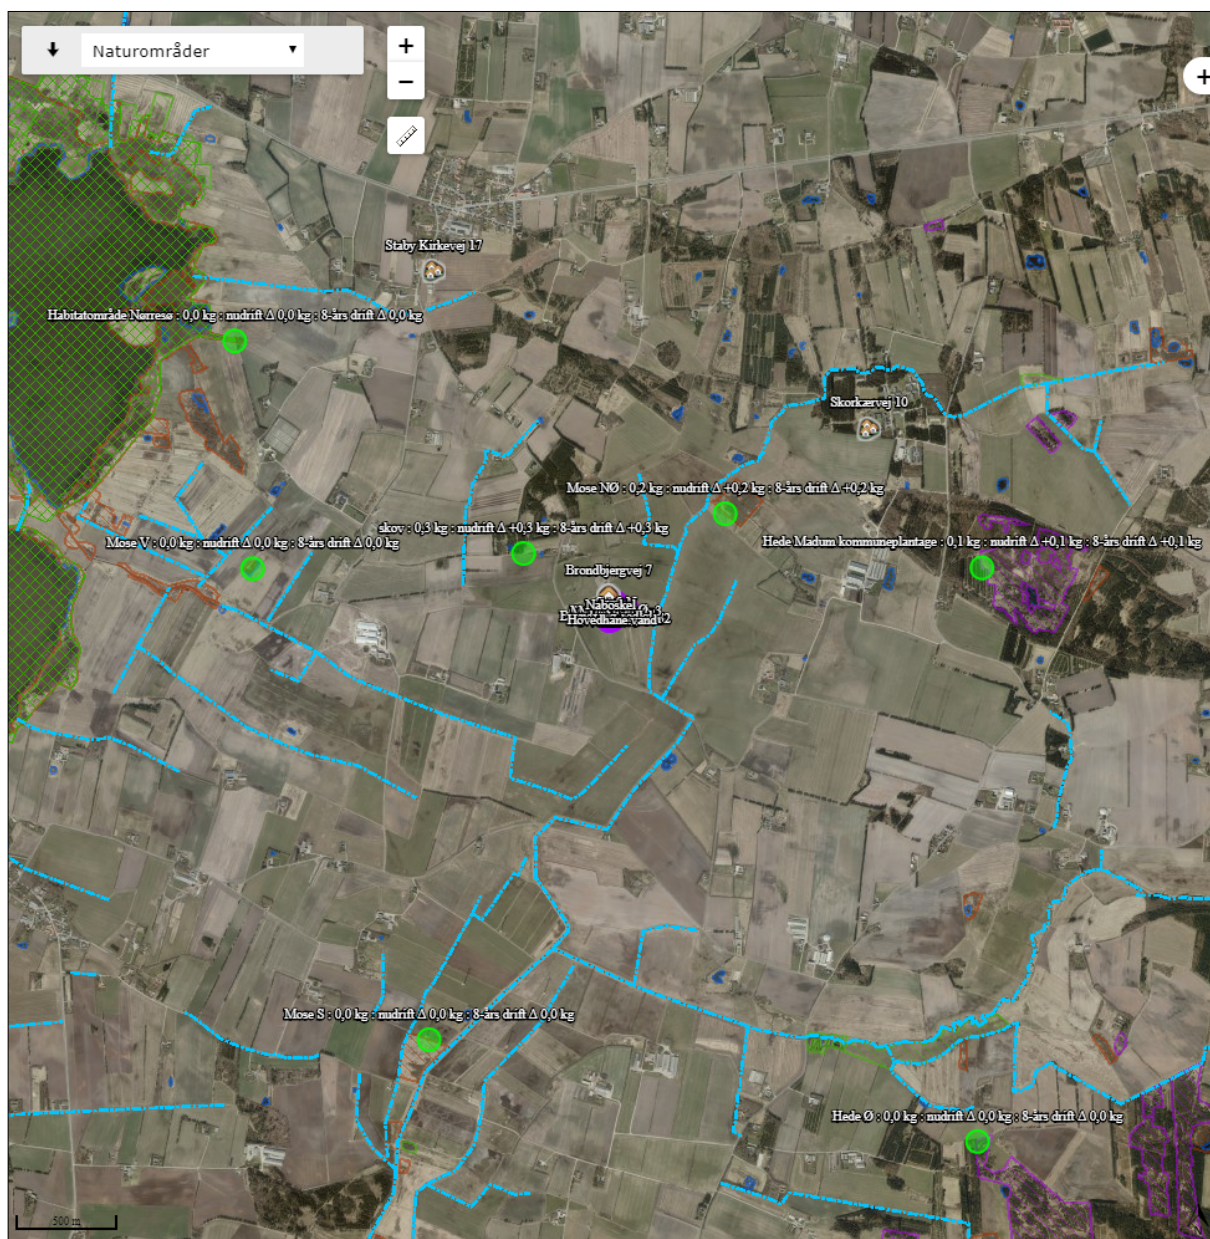 Naturområder
+
−
+
Staby Kirkevej 17
Habitatområde Nørresø : 0,0 kg : nudrift Δ 0,0 kg : 8-års drift Δ 0,0 kg
Skorkærvej 10
Mose NØ : 0,2 kg : nudrift Δ +0,2 kg : 8-års drift Δ +0,2 kg
skov : 0,3 kg : nudrift Δ +0,3 kg : 8-års drift Δ +0,3 kg
Mose V : 0,0 kg : nudrift Δ 0,0 kg : 8-års drift Δ 0,0 kg
Hede Madum kommuneplantage : 0,1 kg : nudrift Δ +0,1 kg : 8-års drift Δ +0,1 kg
Brondbjergvej 7
Naboskel
Hovedhane vand
Mose S : 0,0 kg : nudrift Δ 0,0 kg : 8-års drift Δ 0,0 kg
Hede Ø : 0,0 kg : nudrift Δ 0,0 kg : 8-års drift Δ 0,0 kg
500 m